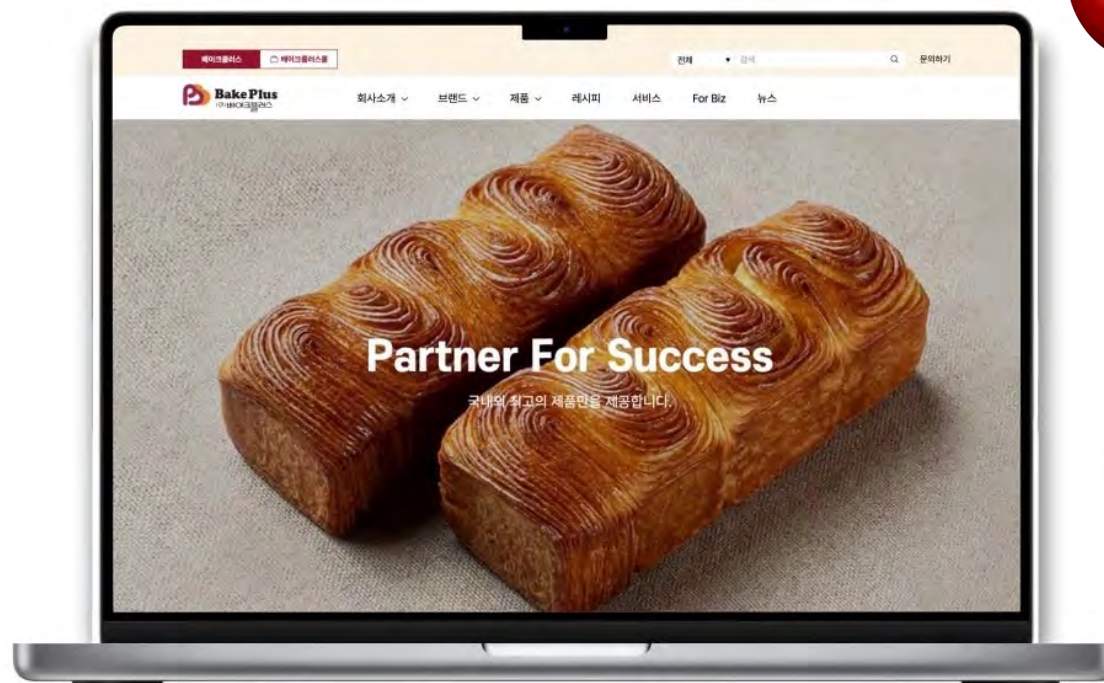 베이크플러스 베이크플러스몰
전체 ▾ 검색 문의하기
Bake Plus
(주)베이크플러스
회사소개 브랜드 제품 레시피 서비스 For Biz 뉴스
Partner For Success
국내외 최고의 제품만을 제공합니다.